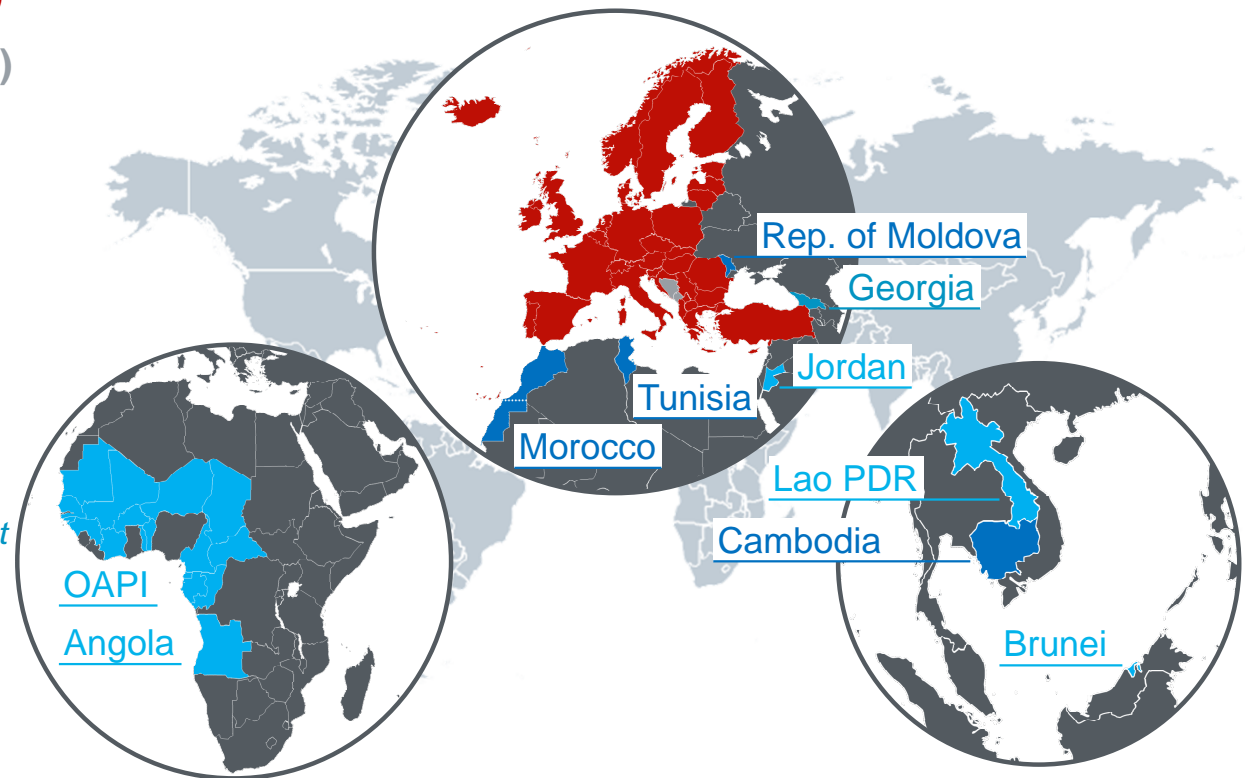 )
Rep. of Moldova
Georgia
Jordan
Tunisia
Morocco
Lao PDR
Cambodia
OAPI
Angola
Brunei
t